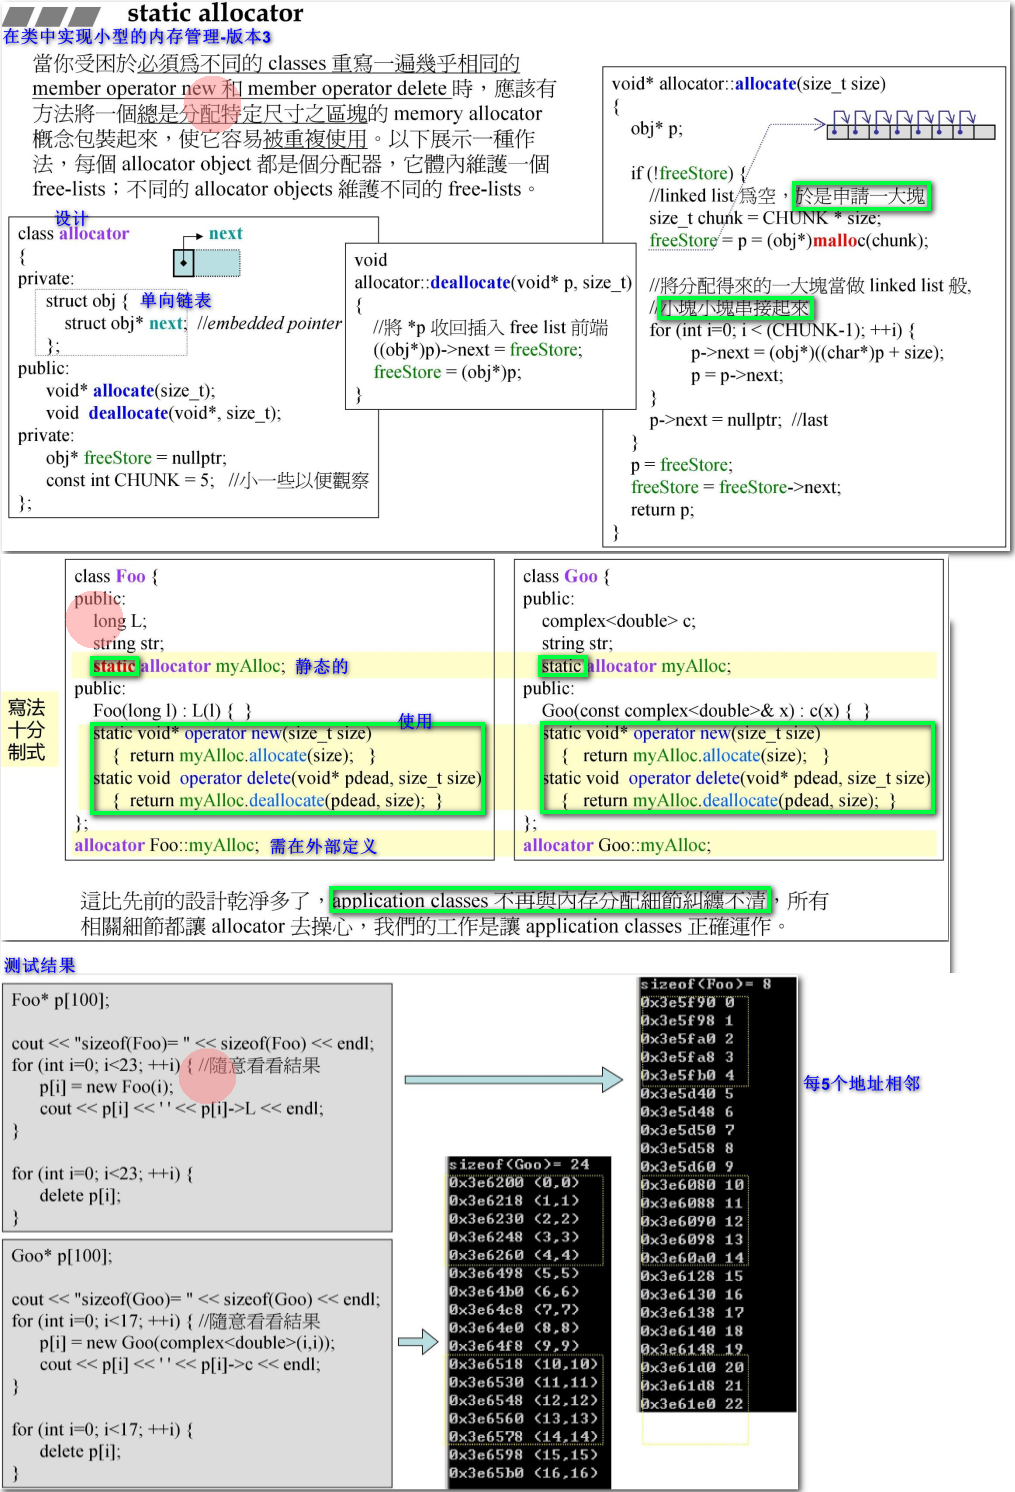 static allocator
在类中实现小型的内存管理-版本3
當你受困於必須爲不同的 classes 重寫一遍幾乎相同的
member operator new 和 member operator delete 時，應該有
方法將一個總是分配特定尺寸之區塊的 memory allocator
概念包裝起來，使它容易被重複使用。以下展示一種作
法，每個 allocator object 都是個分配器，它體內維護一個
free-lists；不同的 allocator objects 維護不同的 free-lists。
设计
class allocator
next
{
private:
struct obj { 单向链表
struct obj* next; //embedded pointer
};
public:
void* allocate(size_t);
void deallocate(void*, size_t);
private:
obj* freeStore = nullptr;
const int CHUNK = 5; //小一些以便觀察
};
void
allocator::deallocate(void* p, size_t)
{
//將 *p 收回插入 free list 前端
((obj*)p)->next = freeStore;
freeStore = (obj*)p;
}
void* allocator::allocate(size_t size)
{
obj* p;
if (!freeStore) {
//linked list 爲空，於是申請一大塊
size_t chunk = CHUNK * size;
freeStore = p = (obj*)malloc(chunk);
//將分配得來的一大塊當做 linked list 般,
//小塊小塊串接起來
for (int i=0; i < (CHUNK-1); ++i) {
p->next = (obj*)((char*)p + size);
p = p->next;
}
p->next = nullptr; //last
}
p = freeStore;
freeStore = freeStore->next;
return p;
}
寫法
十分
制式
class Foo {
public:
long L;
string str;
static allocator myAlloc; 静态的
public:
Foo(long l) : L(l) { }
使用
static void* operator new(size_t size)
{ return myAlloc.allocate(size); }
static void operator delete(void* pdead, size_t size)
{ return myAlloc.deallocate(pdead, size); }
};
allocator Foo::myAlloc; 需在外部定义
class Goo {
public:
complex<double> c;
string str;
static allocator myAlloc;
public:
Goo(const complex<double>& x) : c(x) { }
static void* operator new(size_t size)
{ return myAlloc.allocate(size); }
static void operator delete(void* pdead, size_t size)
{ return myAlloc.deallocate(pdead, size); }
};
allocator Goo::myAlloc;
這比先前的設計乾淨多了，application classes 不再與內存分配細節糾纏不清，所有
相關細節都讓 allocator 去操心，我們的工作是讓 application classes 正確運作。
测试结果
Foo* p[100];
cout << "sizeof(Foo)= " << sizeof(Foo) << endl;
for (int i=0; i<23; ++i) { //隨意看看結果
p[i] = new Foo(i);
cout << p[i] << ' ' << p[i]->L << endl;
}
for (int i=0; i<23; ++i) {
delete p[i];
}
Goo* p[100];
cout << "sizeof(Goo)= " << sizeof(Goo) << endl;
for (int i=0; i<17; ++i) { //隨意看看結果
p[i] = new Goo(complex<double>(i,i));
cout << p[i] << ' ' << p[i]->c << endl;
}
for (int i=0; i<17; ++i) {
delete p[i];
}
sizeof(Goo)= 24
0x3e6200 (0,0)
0x3e6218 (1,1)
0x3e6230 (2,2)
0x3e6248 (3,3)
0x3e6260 (4,4)
0x3e6498 (5,5)
0x3e64b0 (6,6)
0x3e64c8 (7,7)
0x3e64e0 (8,8)
0x3e64f8 (9,9)
0x3e6518 (10,10)
0x3e6530 (11,11)
0x3e6548 (12,12)
0x3e6560 (13,13)
0x3e6578 (14,14)
0x3e6598 (15,15)
0x3e65b0 (16,16)
sizeof(Foo)= 8
0x3e5f90 0
0x3e5f98 1
0x3e5fa0 2
0x3e5fa8 3
0x3e5fb0 4
0x3e5d40 5
0x3e5d48 6
0x3e5d50 7
0x3e5d58 8
0x3e5d60 9
0x3e6080 10
0x3e6088 11
0x3e6090 12
0x3e6098 13
0x3e60a0 14
0x3e6128 15
0x3e6130 16
0x3e6138 17
0x3e6140 18
0x3e6148 19
0x3e61d0 20
0x3e61d8 21
0x3e61e0 22
每5个地址相邻